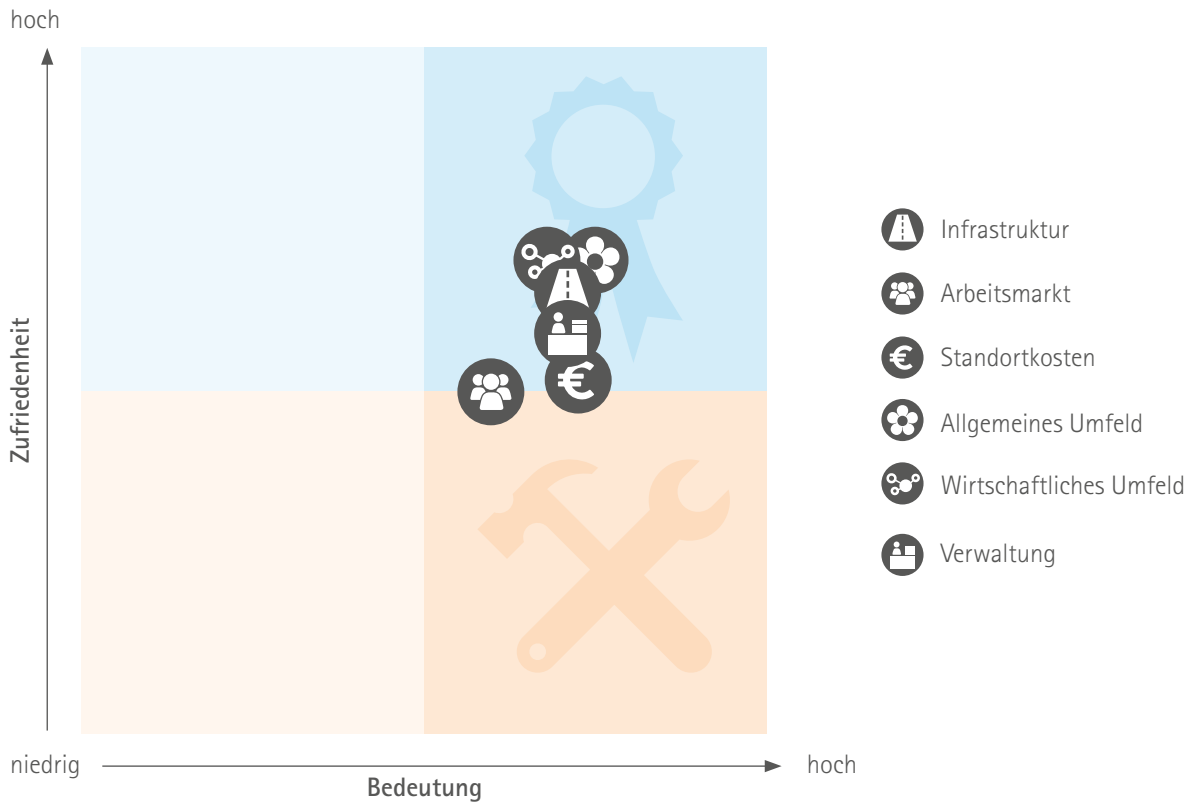 hoch
Zufriedenheit
niedrig
Bedeutung
hoch
Infrastruktur
Arbeitsmarkt
€ Standortkosten
Allgemeines Umfeld
Wirtschaftliches Umfeld
Verwaltung
€